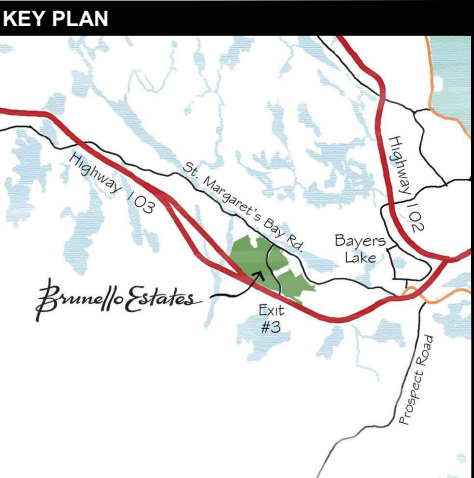 KEY PLAN
Highway 103
St. Margaret's Bay Rd.
Highway 102
Bayers
Lake
Brunello Estates
Exit
#3
Prospect Road